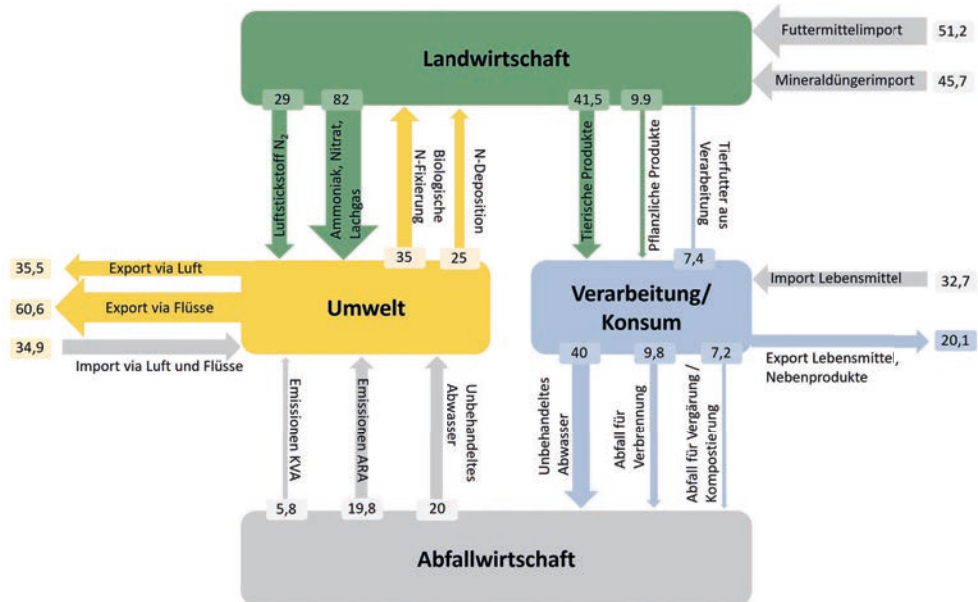 Landwirtschaft
Futtermittelimport
51,2
Mineraldüngerimport
45,7
29
82
41,5
9.9
Luftstickstoff N₂
Ammoniak, Nitrat,
Lachgas
Biologische
N-Fixierung
N-Deposition
Tierische Produkte
Pflanzliche Produkte
Tierfutter aus
Verarbeitung
35
25
7,4
35,5
Export via Luft
60,6
Export via Flüsse
34,9
Import via Luft und Flüsse
Umwelt
Verarbeitung/
Konsum
Import Lebensmittel
32,7
20,1
Export Lebensmittel,
Nebenprodukte
40
9,8
7,2
Emissionen KVA
Emissionen ARA
Unbehandeltes
Abwasser
Unbehandeltes
Abwasser
Abfall für
Verbrennung
Abfall für Vergärung /
Kompostierung
5,8
19,8
20
Abfallwirtschaft